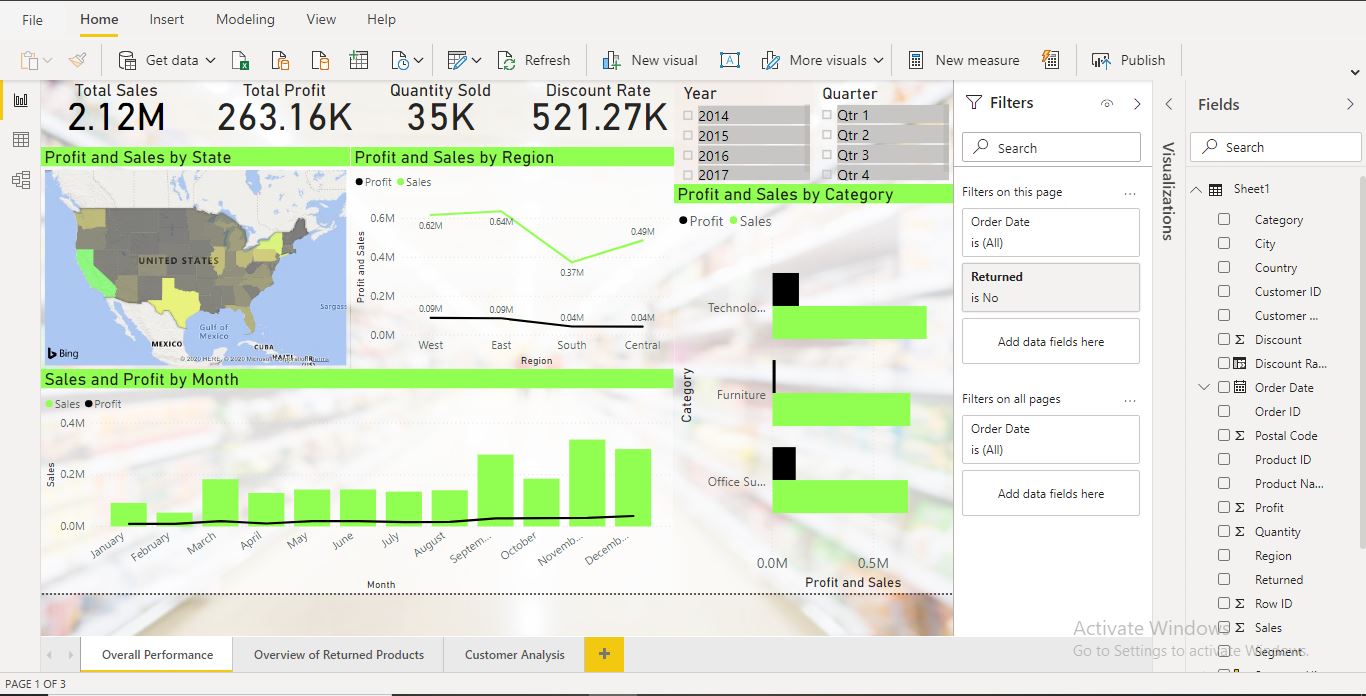 File
Home
Insert
Modeling
View
Help
Get data
Refresh
New visual
A
More visuals
New measure
Publish
Total Sales
2.12M
Total Profit
263.16K
Quantity Sold
35K
Discount Rate
521.27K
Year
2014
2015
2016
2017
Quarter
Qtr 1
Qtr 2
Qtr 3
Qtr 4
Profit and Sales by State
UNITED STATES
Gulf of
Mexico
MEXICO
CUBA
HAITI
Sargass
Bing
© 2020 HERE, © 2020 Microsoft Corporation Terms
Profit and Sales by Region
Profit Sales
Profit and Sales
0.6M
0.4M
0.2M
0.0M
0.62M
0.64M
0.37M
0.49M
0.09M
0.09M
0.04M
0.04M
West
East
South
Central
Region
Profit and Sales by Category
Profit Sales
Category
Technolo...
Furniture
Office Su...
0.0M
0.5M
Profit and Sales
Sales and Profit by Month
Sales Profit
Sales
0.4M
0.2M
0.0M
January
February
March
April
May
June
July
August
Septem...
October
Novemb...
Decemb...
Month
Filters
Search
Filters on this page
...
Order Date
is (All)
Returned
is No
Add data fields here
Filters on all pages
...
Order Date
is (All)
Add data fields here
Visualizations
Fields
Search
Sheet1
Category
City
Country
Customer ID
Customer ...
Σ Discount
Discount Ra...
Order Date
Order ID
Σ Postal Code
Product ID
Product Na...
Σ Profit
Σ Quantity
Region
Returned
Σ Row ID
Σ Sales
Segment
Activate Windows
Go to Settings to activate Windows.
Overall Performance
Overview of Returned Products
Customer Analysis
+
PAGE 1 OF 3